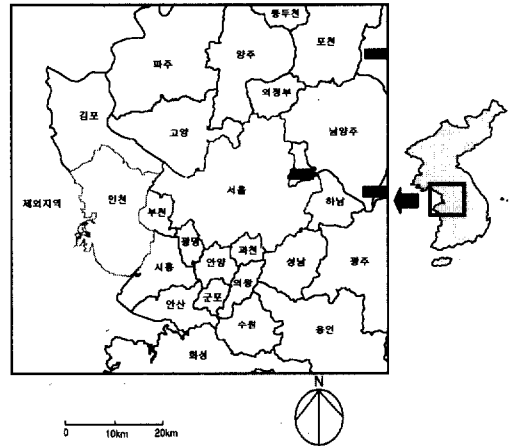 동두천
포천
양주
파주
의정부
김포
고양
남양주
서울
제외지역
인천
부천
하남
광명
과천
시흥
안양
성남
광주
의왕
안산
군포
수원
용인
화성
N
0 10km 20km